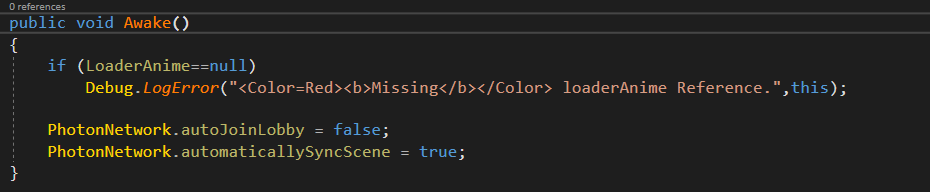 0 references
public void Awake()
{
if (LoaderAnime==null)
Debug.LogError("<Color=Red><b>Missing</b></Color> loaderAnime Reference.",this);
PhotonNetwork.autoJoinLobby = false;
PhotonNetwork.automaticallySyncScene = true;
}